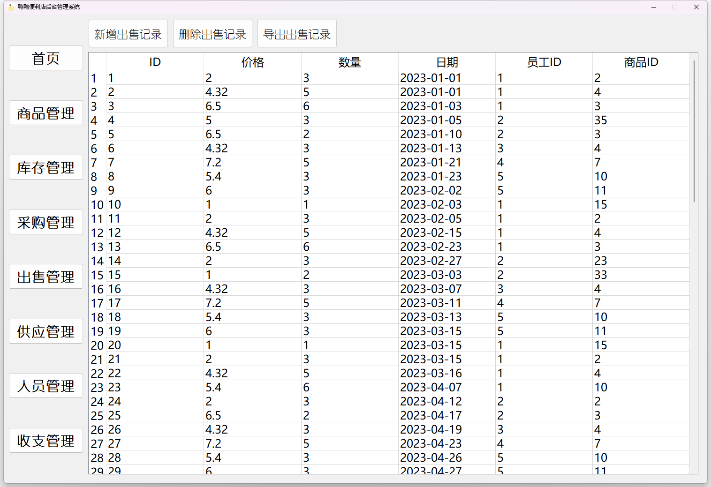 便利店后台管理系统
新增出售记录 删除出售记录 导出出售记录
首页
商品管理
库存管理
采购管理
出售管理
供应管理
人员管理
收支管理
ID 价格 数量 日期 员工ID 商品ID
1 1 2 3 2023-01-01 1 2
2 2 4.32 5 2023-01-01 1 4
3 3 6.5 6 2023-01-03 1 3
4 4 5 3 2023-01-05 2 35
5 5 6.5 2 2023-01-10 2 3
6 6 4.32 3 2023-01-13 3 4
7 7 7.2 5 2023-01-21 4 7
8 8 5.4 3 2023-01-23 5 10
9 9 6 3 2023-02-02 5 11
10 10 1 1 2023-02-03 1 15
11 11 2 3 2023-02-05 1 2
12 12 4.32 5 2023-02-15 1 4
13 13 6.5 6 2023-02-23 1 3
14 14 2 3 2023-02-27 2 23
15 15 1 2 2023-03-03 2 33
16 16 4.32 3 2023-03-07 3 4
17 17 7.2 5 2023-03-11 4 7
18 18 5.4 3 2023-03-13 5 10
19 19 6 3 2023-03-15 5 11
20 20 1 1 2023-03-15 1 15
21 21 2 3 2023-03-15 1 2
22 22 4.32 5 2023-03-16 1 4
23 23 5.4 6 2023-04-07 1 10
24 24 2 3 2023-04-12 2 2
25 25 6.5 2 2023-04-17 2 3
26 26 4.32 3 2023-04-19 3 4
27 27 7.2 5 2023-04-23 4 7
28 28 5.4 3 2023-04-26 5 10
29 29 6 3 2023-04-27 5 11